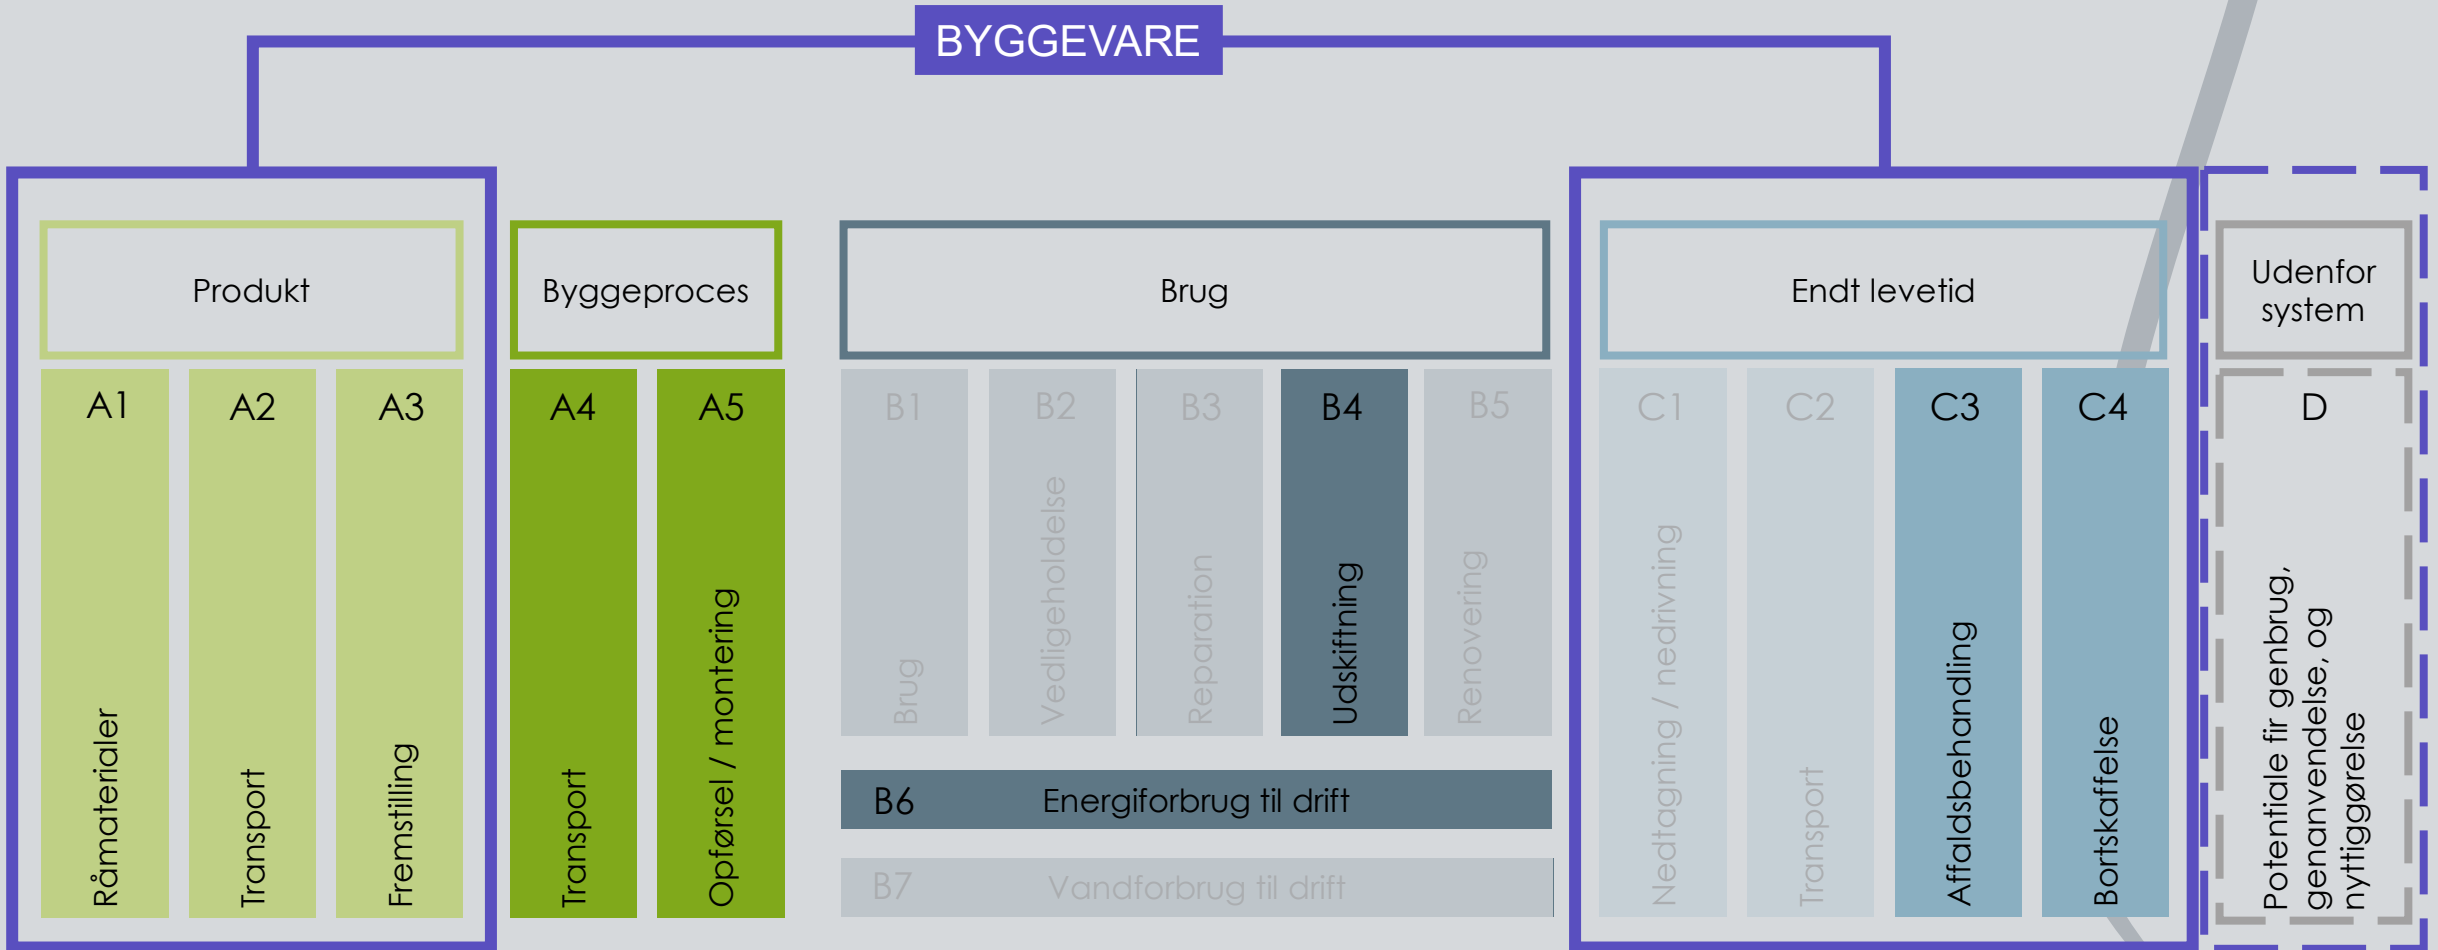 BYGGEVARE
Produkt
Byggeproces
Brug
Endt levetid
Udenfor
system
A1
Råmaterialer
A2
Transport
A3
Fremstilling
A4
Transport
A5
Opførsel / montering
B1
Brug
B2
Vedligeholdelse
B3
Reparation
B4
Udskiftning
B5
Renovering
B6
Energiforbrug til drift
B7
Vandforbrug til drift
C1
Nedtagning / nedrivning
C2
Transport
C3
Affaldsbehandling
C4
Bortskaffelse
D
Potentiale fir genbrug,
genanvendelse, og
nyttiggørelse